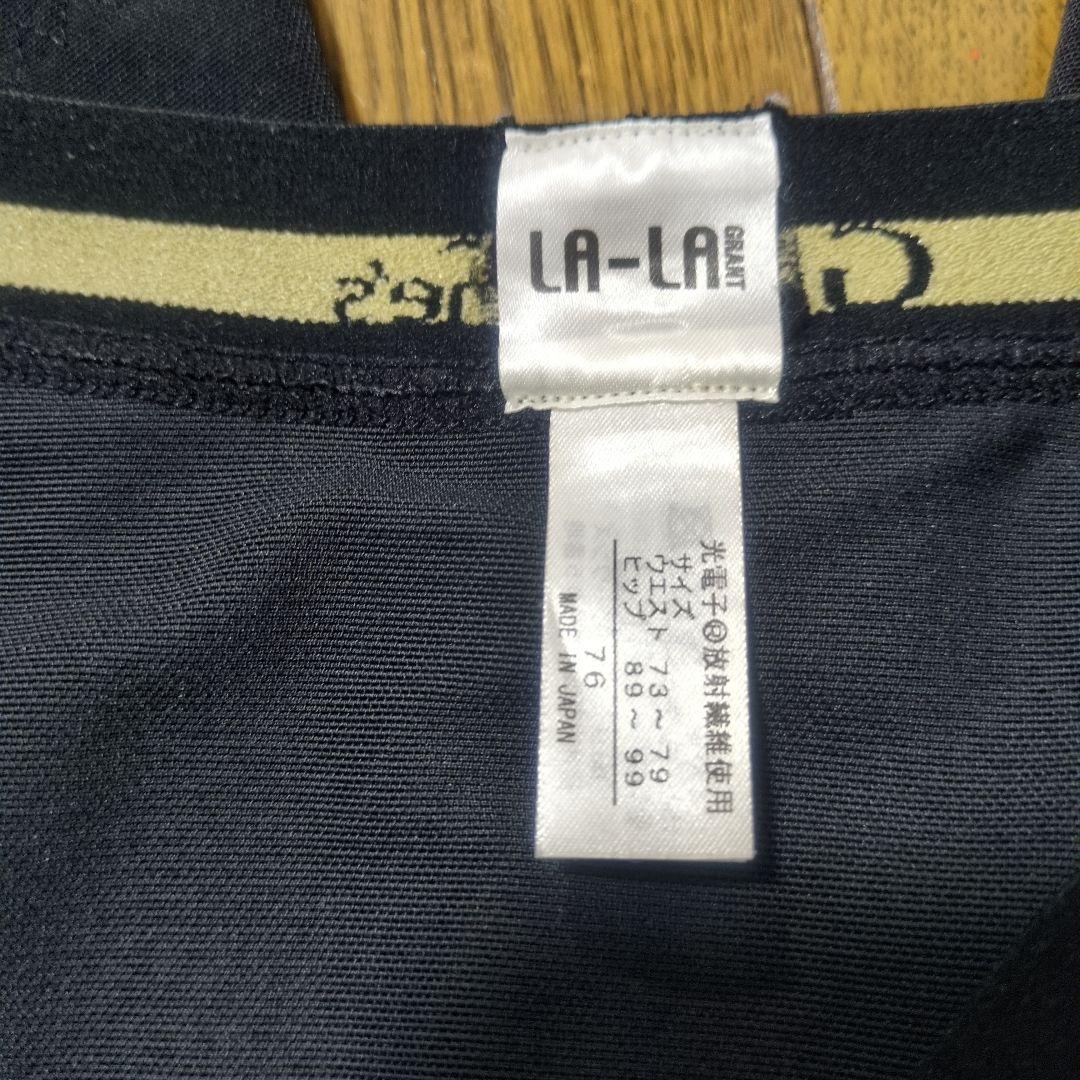 LA-LA
GRANT
光電子®放射繊維使用
サイズ
ウエスト 73～79
ヒップ 89～99
76
MADE IN JAPAN